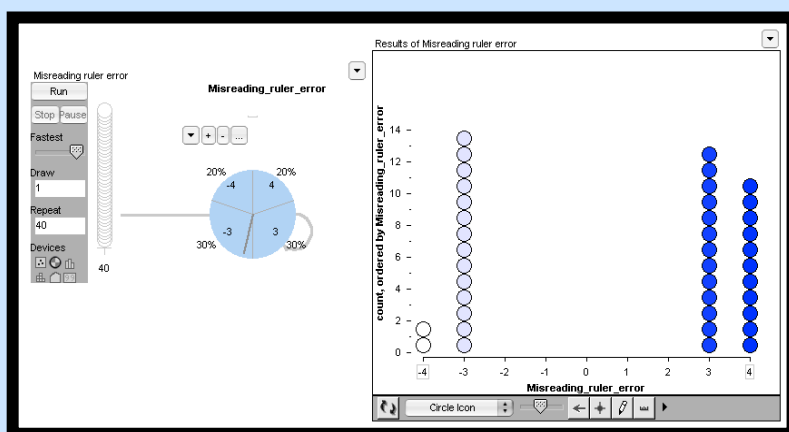 Results of Misreading ruler error
Misreading ruler error
Run
Stop Pause
Fastest
Draw
1
Repeat
40
Devices
40
Misreading_ruler_error
+ - ...
20% 20%
-4 4
-3 3
30% 30%
count, ordered by Misreading_ruler_error
14
12
10
8
6
4
2
0
-4 -3 -2 -1 0 1 2 3 4
Misreading_ruler_error
Circle Icon